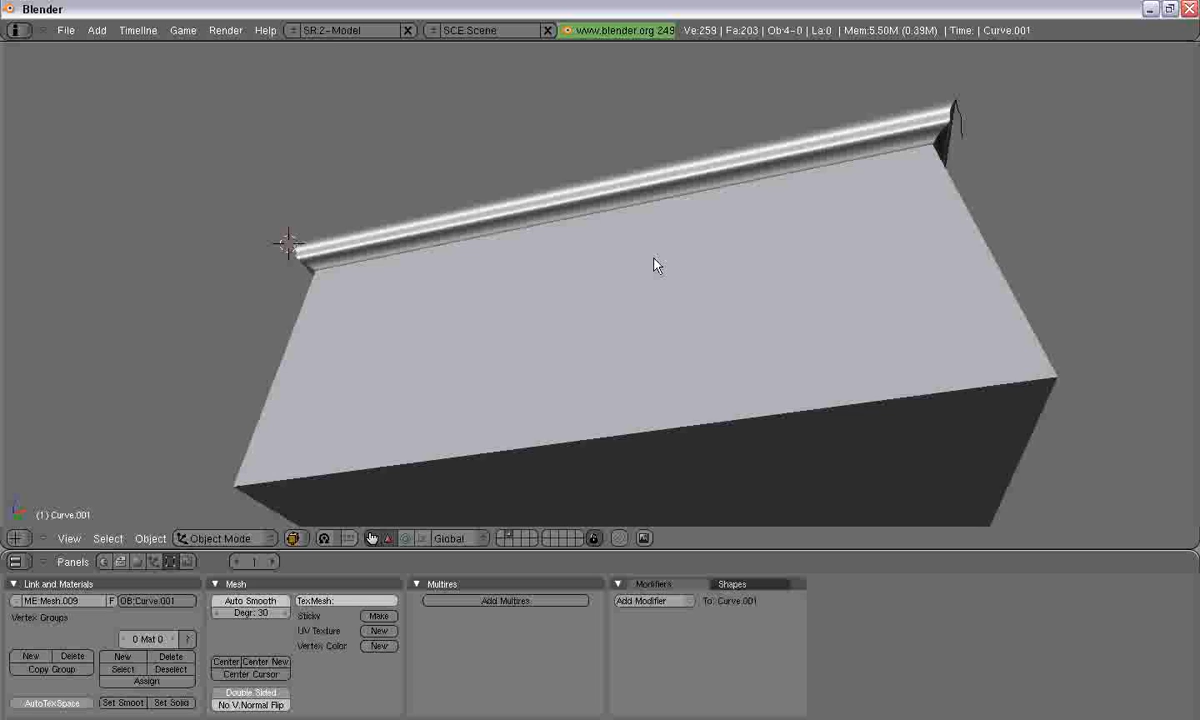 Blender
File Add Timeline Game Render Help SR:2-Model SCE:Scene www.blender.org 249 Ve:259 | Fa:203 | Ob:4-0 | La:0 | Mem:5.50M (0.39M) | Time: | Curve.001
(1) Curve.001
View Select Object Object Mode Global
Panels 1
Link and Materials Mesh Multires Modifiers Shapes
ME:Mesh.009 F OB:Curve.001 Auto Smooth TexMesh: Add Multires Add Modifier To: Curve.001
Degr: 30
Vertex Groups Sticky Make
UV Texture New
0 Mat 0 ? Vertex Color New
New Delete New Delete Center Center New
Copy Group Select Deselect Center Cursor
Assign
Double Sided
AutoTexSpace Set Smoot Set Solid No V.Normal Flip